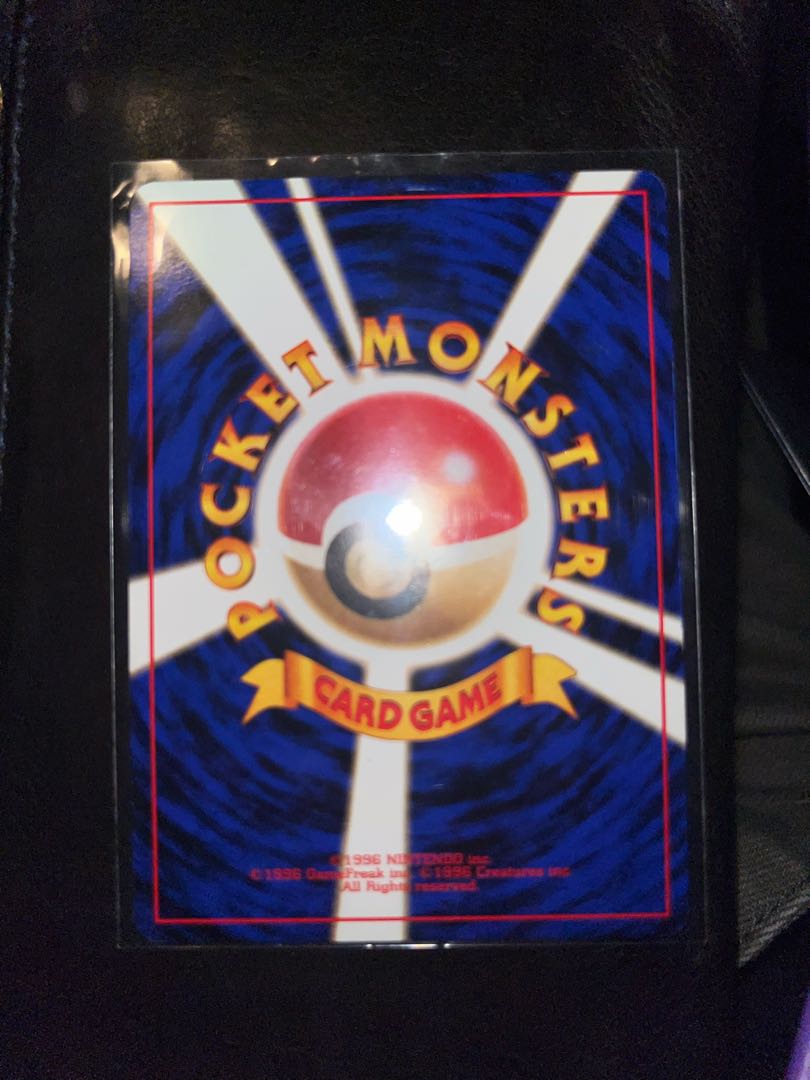 POCKET MONSTERS
CARD GAME
©1996 NINTENDO inc.
©1996 GameFreak inc. ©1996 Creatures inc.
All Rights reserved.